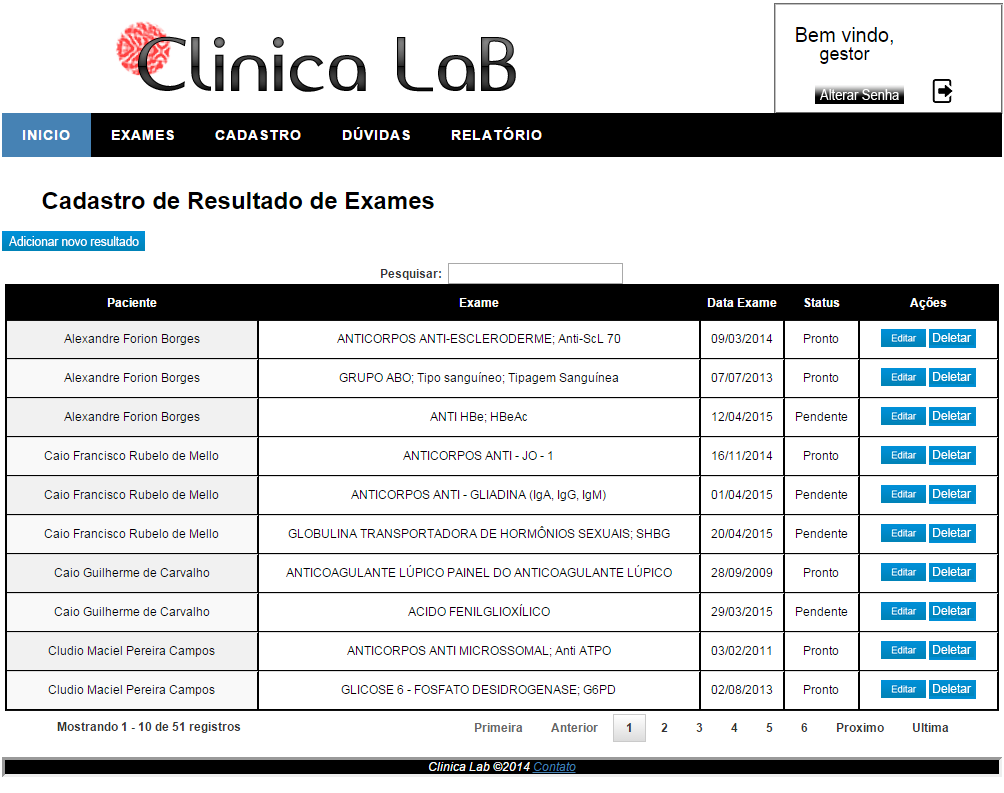 Clinica LaB
Bem vindo,
gestor
Alterar Senha
INICIO EXAMES CADASTRO DÚVIDAS RELATÓRIO
Cadastro de Resultado de Exames
Adicionar novo resultado
Pesquisar:
Paciente Exame Data Exame Status Ações
Alexandre Forion Borges ANTICORPOS ANTI-ESCLERODERME; Anti-ScL 70 09/03/2014 Pronto Editar Deletar
Alexandre Forion Borges GRUPO ABO; Tipo sanguíneo; Tipagem Sanguínea 07/07/2013 Pronto Editar Deletar
Alexandre Forion Borges ANTI HBe; HBeAc 12/04/2015 Pendente Editar Deletar
Caio Francisco Rubelo de Mello ANTICORPOS ANTI - JO - 1 16/11/2014 Pronto Editar Deletar
Caio Francisco Rubelo de Mello ANTICORPOS ANTI - GLIADINA (IgA, IgG, IgM) 01/04/2015 Pendente Editar Deletar
Caio Francisco Rubelo de Mello GLOBULINA TRANSPORTADORA DE HORMÔNIOS SEXUAIS; SHBG 20/04/2015 Pendente Editar Deletar
Caio Guilherme de Carvalho ANTICOAGULANTE LÚPICO PAINEL DO ANTICOAGULANTE LÚPICO 28/09/2009 Pronto Editar Deletar
Caio Guilherme de Carvalho ACIDO FENILGLIOXÍLICO 29/03/2015 Pendente Editar Deletar
Cludio Maciel Pereira Campos ANTICORPOS ANTI MICROSSOMAL; Anti ATPO 03/02/2011 Pronto Editar Deletar
Cludio Maciel Pereira Campos GLICOSE 6 - FOSFATO DESIDROGENASE; G6PD 02/08/2013 Pronto Editar Deletar
Mostrando 1 - 10 de 51 registros Primeira Anterior 1 2 3 4 5 6 Proximo Ultima
Clinica Lab ©2014 Contato